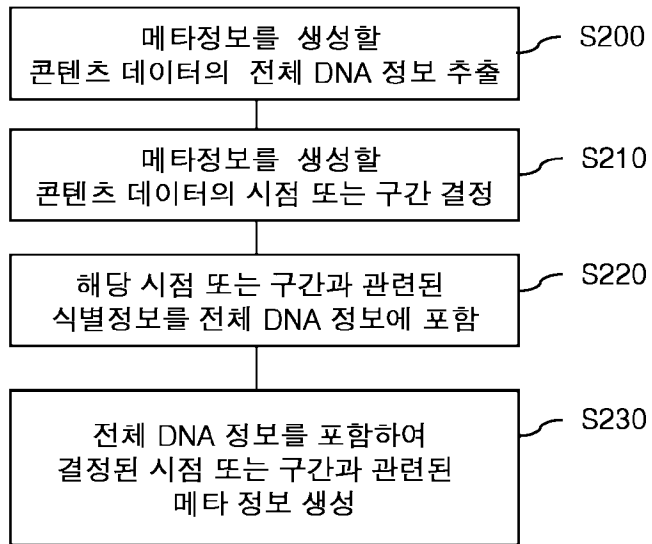 메타정보를 생성할
콘텐츠 데이터의 전체 DNA 정보 추출
S200
메타정보를 생성할
콘텐츠 데이터의 시점 또는 구간 결정
S210
해당 시점 또는 구간과 관련된
식별정보를 전체 DNA 정보에 포함
S220
전체 DNA 정보를 포함하여
결정된 시점 또는 구간과 관련된
메타 정보 생성
S230